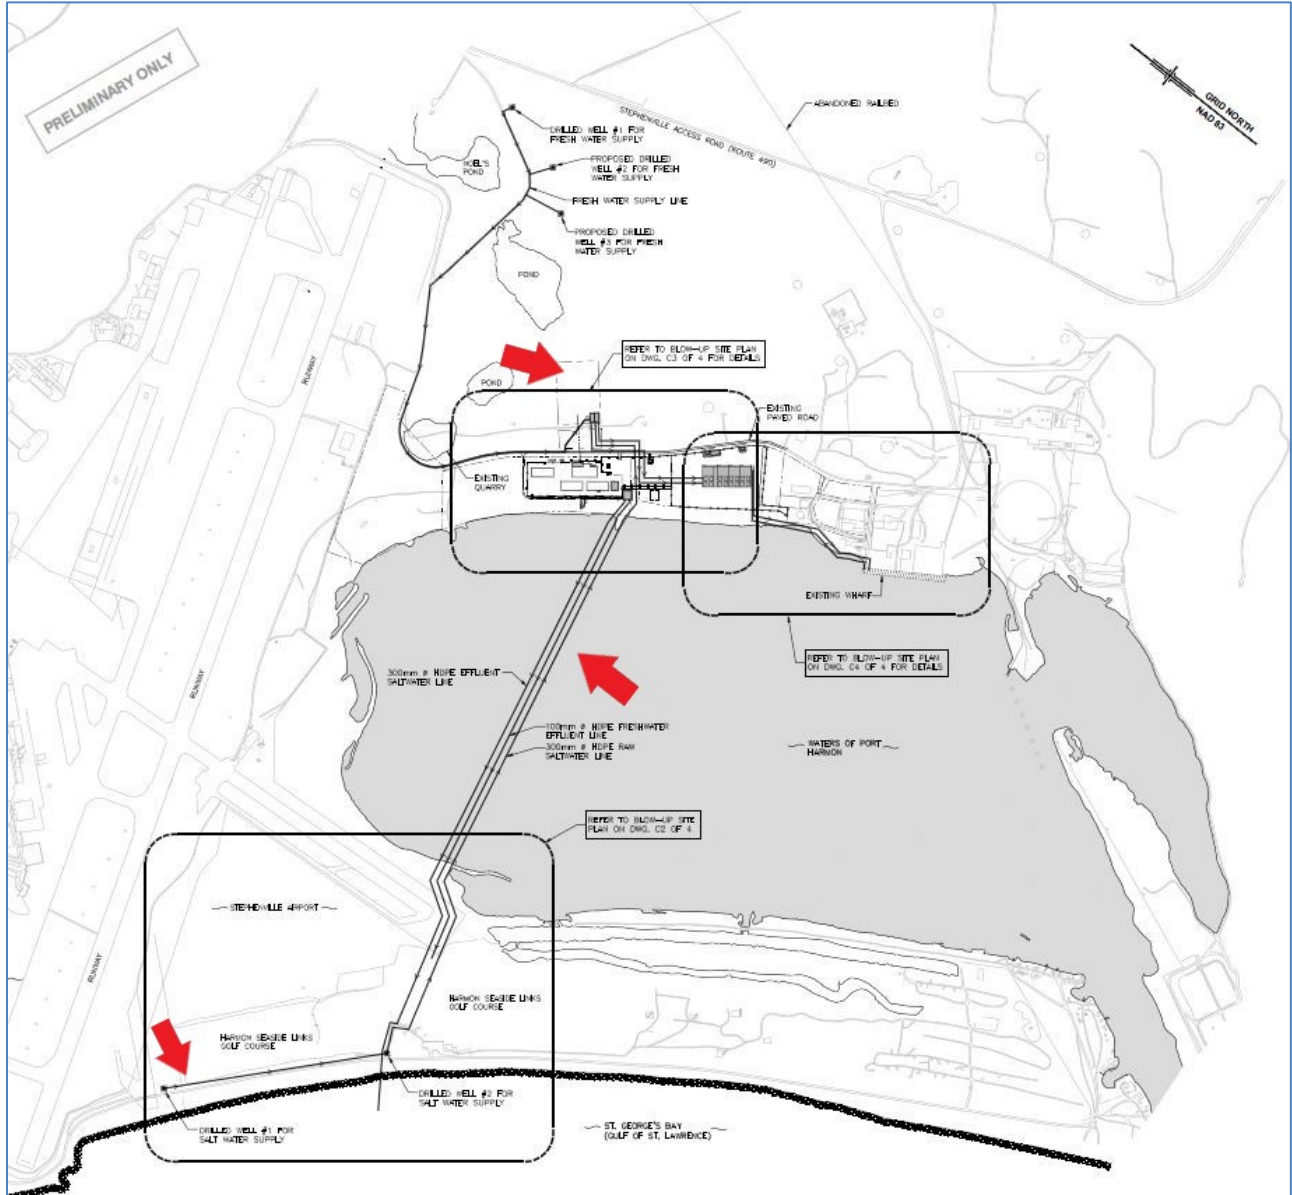 PRELIMINARY ONLY
GRID NORTH
NAD 83
ABANDONED RAILBED
STEPHENVILLE ACCESS ROAD (ROUTE 490)
DRILLED WELL #1 FOR
FRESH WATER SUPPLY
NOEL'S
POND
PROPOSED DRILLED
WELL #2 FOR FRESH
WATER SUPPLY
FRESH WATER SUPPLY LINE
PROPOSED DRILLED
WELL #3 FOR FRESH
WATER SUPPLY
POND
RUNWAY
REFER TO BLOW-UP SITE PLAN
ON DWG. C3 OF 4 FOR DETAILS
POND
EXISTING
PAVED ROAD
EXISTING
QUARRY
EXISTING WHARF
REFER TO BLOW-UP SITE PLAN
ON DWG. C4 OF 4 FOR DETAILS
300mm ø HDPE EFFLUENT
SALTWATER LINE
RUNWAY
100mm ø HDPE FRESHWATER
EFFLUENT LINE
300mm ø HDPE RAW
SALTWATER LINE
WATERS OF PORT
HARMON
REFER TO BLOW-UP SITE
PLAN ON DWG. C2 OF 4
STEPHENVILLE AIRPORT
RUNWAY
HARMON SEASIDE LINKS
GOLF COURSE
HARMON SEASIDE LINKS
GOLF COURSE
DRILLED WELL #2 FOR
SALT WATER SUPPLY
DRILLED WELL #1 FOR
SALT WATER SUPPLY
ST. GEORGE'S BAY
(GULF OF ST. LAWRENCE)